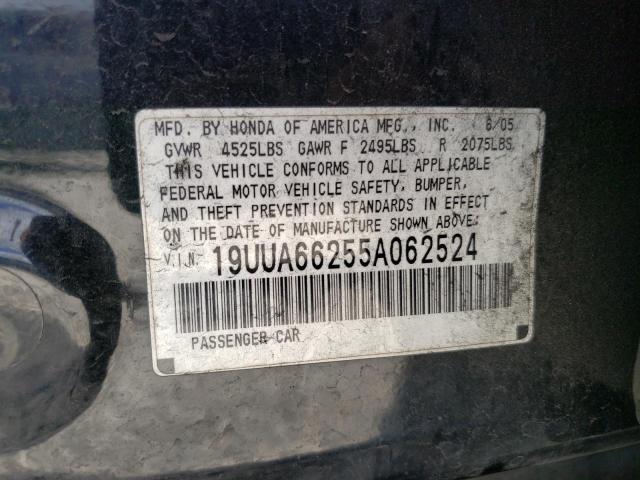 MFD. BY HONDA OF AMERICA MFG., INC. 6/05
GVWR 4525LBS GAWR F 2495LBS R 2075LBS
THIS VEHICLE CONFORMS TO ALL APPLICABLE
FEDERAL MOTOR VEHICLE SAFETY, BUMPER,
AND THEFT PREVENTION STANDARDS IN EFFECT
ON THE DATE OF MANUFACTURE SHOWN ABOVE.
V.I.N. 19UUA66255A062524
PASSENGER CAR